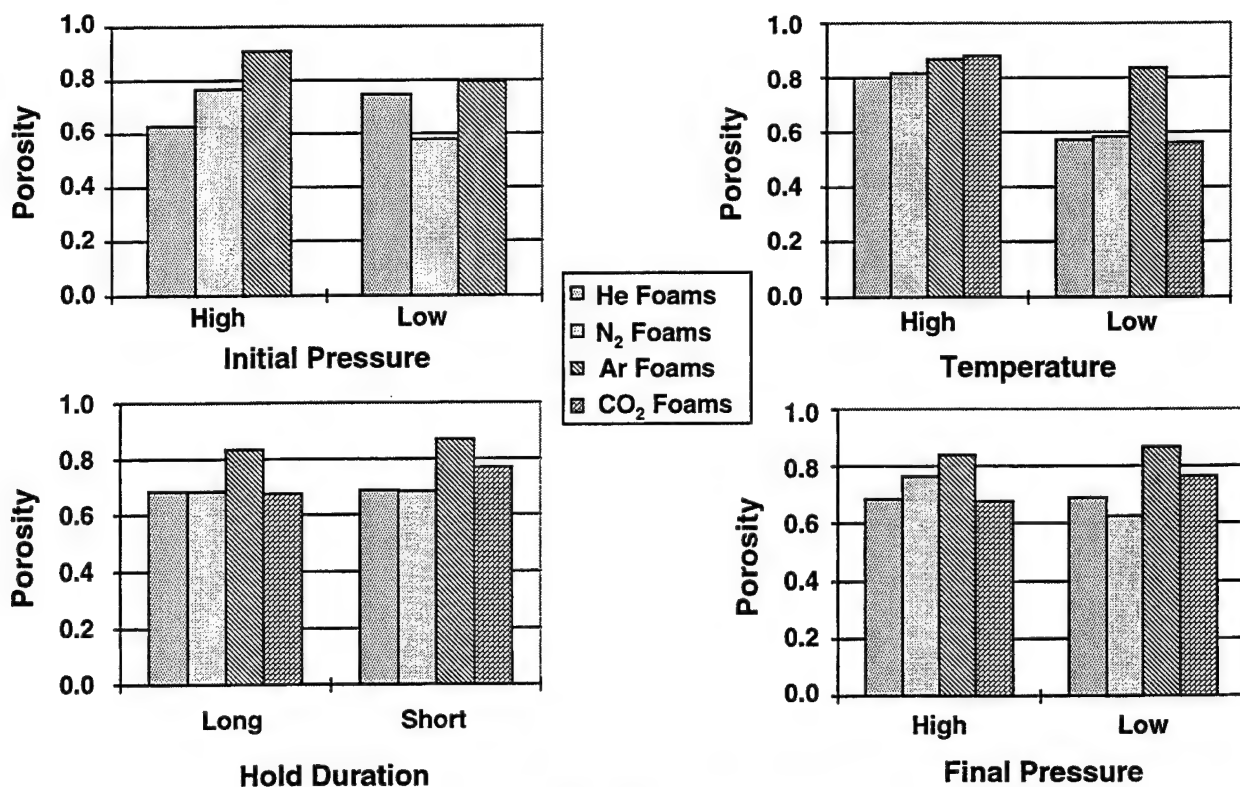 1.0
0.8
0.6
0.4
0.2
0.0
Porosity
High Low
Initial Pressure
1.0
0.8
0.6
0.4
0.2
0.0
Porosity
High Low
Temperature
He Foams
N₂ Foams
Ar Foams
CO₂ Foams
1.0
0.8
0.6
0.4
0.2
0.0
Porosity
Long Short
Hold Duration
1.0
0.8
0.6
0.4
0.2
0.0
Porosity
High Low
Final Pressure